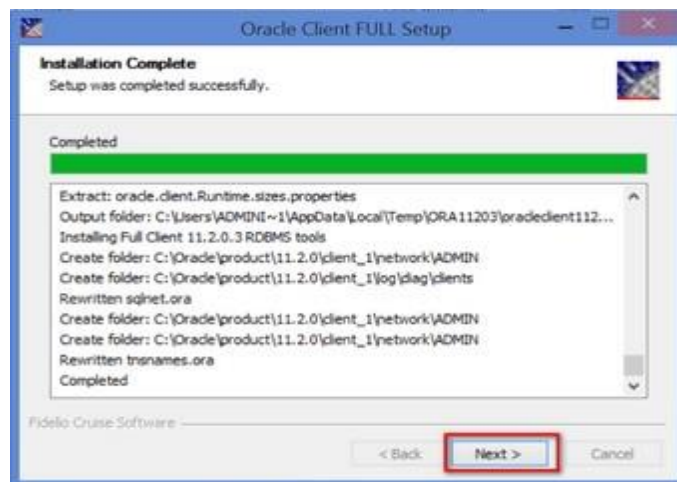 Oracle Client FULL Setup
Installation Complete
Setup was completed successfully.
Completed
Extract: oracle.client.Runtime.sizes.properties
Output folder: C:\Users\ADMINI~1\AppData\Local\Temp\ORA11203\oracleclient112...
Installing Full Client 11.2.0.3 RDBMS tools
Create folder: C:\Oracle\product\11.2.0\client_1\network\ADMIN
Create folder: C:\Oracle\product\11.2.0\client_1\log\diag\clients
Rewritten sqlnet.ora
Create folder: C:\Oracle\product\11.2.0\client_1\network\ADMIN
Create folder: C:\Oracle\product\11.2.0\client_1\network\ADMIN
Rewritten tnsnames.ora
Completed
Fidelio Cruise Software
< Back Next > Cancel